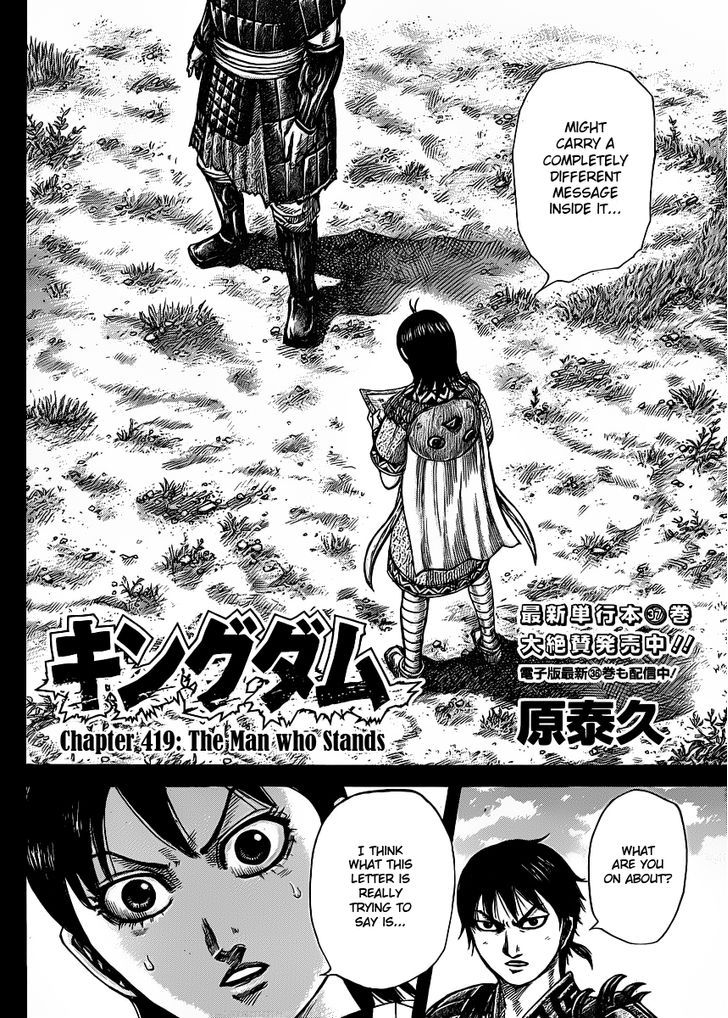 MIGHT
CARRY A
COMPLETELY
DIFFERENT
MESSAGE
INSIDE
IT...
キングダム
Chapter 419: The Man who Stands
最新単行本㊲巻
大絶賛発売中!!
電子版最新㊱巻も配信中!
原泰久
WHAT
ARE YOU
ON ABOUT?
I THINK
WHAT THIS
LETTER IS
REALLY
TRYING TO
SAY IS...